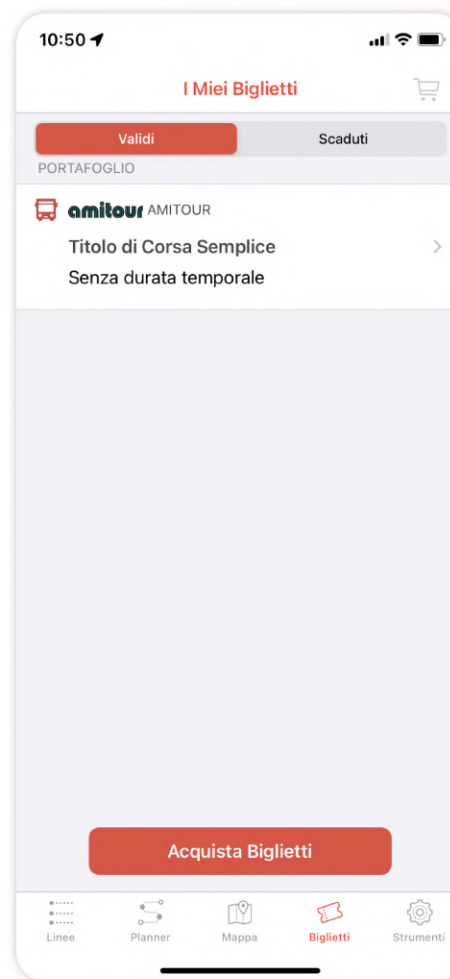 10:50
I Miei Biglietti
Validi Scaduti
PORTAFOGLIO
amitour AMITOUR
Titolo di Corsa Semplice
Senza durata temporale
Acquista Biglietti
Linee Planner Mappa Biglietti Strumenti